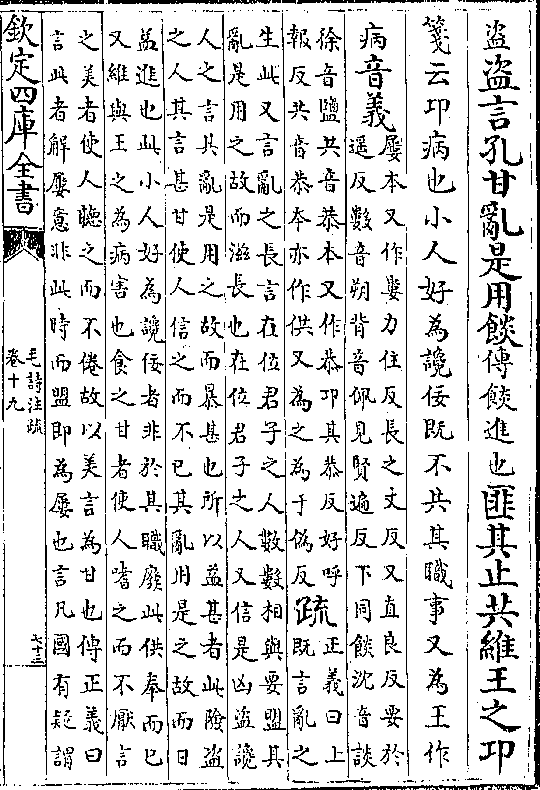 盜盜言孔甘亂是用餤傳餤進也匪其止共維王之卭
箋云卭病也小人好為讒佞既不共其職事又為王作
病音義
屢本又作婁力住反長之丈反又直良反要於
遥反數音朔背音佩見賢遍反下同餤沈音談
徐音鹽共音恭本又作恭卭其恭反好呼
報反共音恭本亦作供又為之為于偽反
疏
正義曰上
既言亂之
生此又言亂之長言在位君子之人數數相與要盟其
亂是用之故而滋長也在位君子之人又信是凶盜讒
人之言其亂是用之故而暴甚也所以益甚者此險盜
之人其言甚甘使人信之而不已其亂用是之故而日
益進也此小人好為讒佞者非於其職廢此供奉而已
又維與王之為病害也食之甘者使人嗜之而不厭言
之美者使人聽之而不倦故以美言為甘也傳正義曰
言此者解屢意非此時而盟即為屢也言凡國有疑謂
欽定四庫全書
毛詩注疏
卷十九
七十三